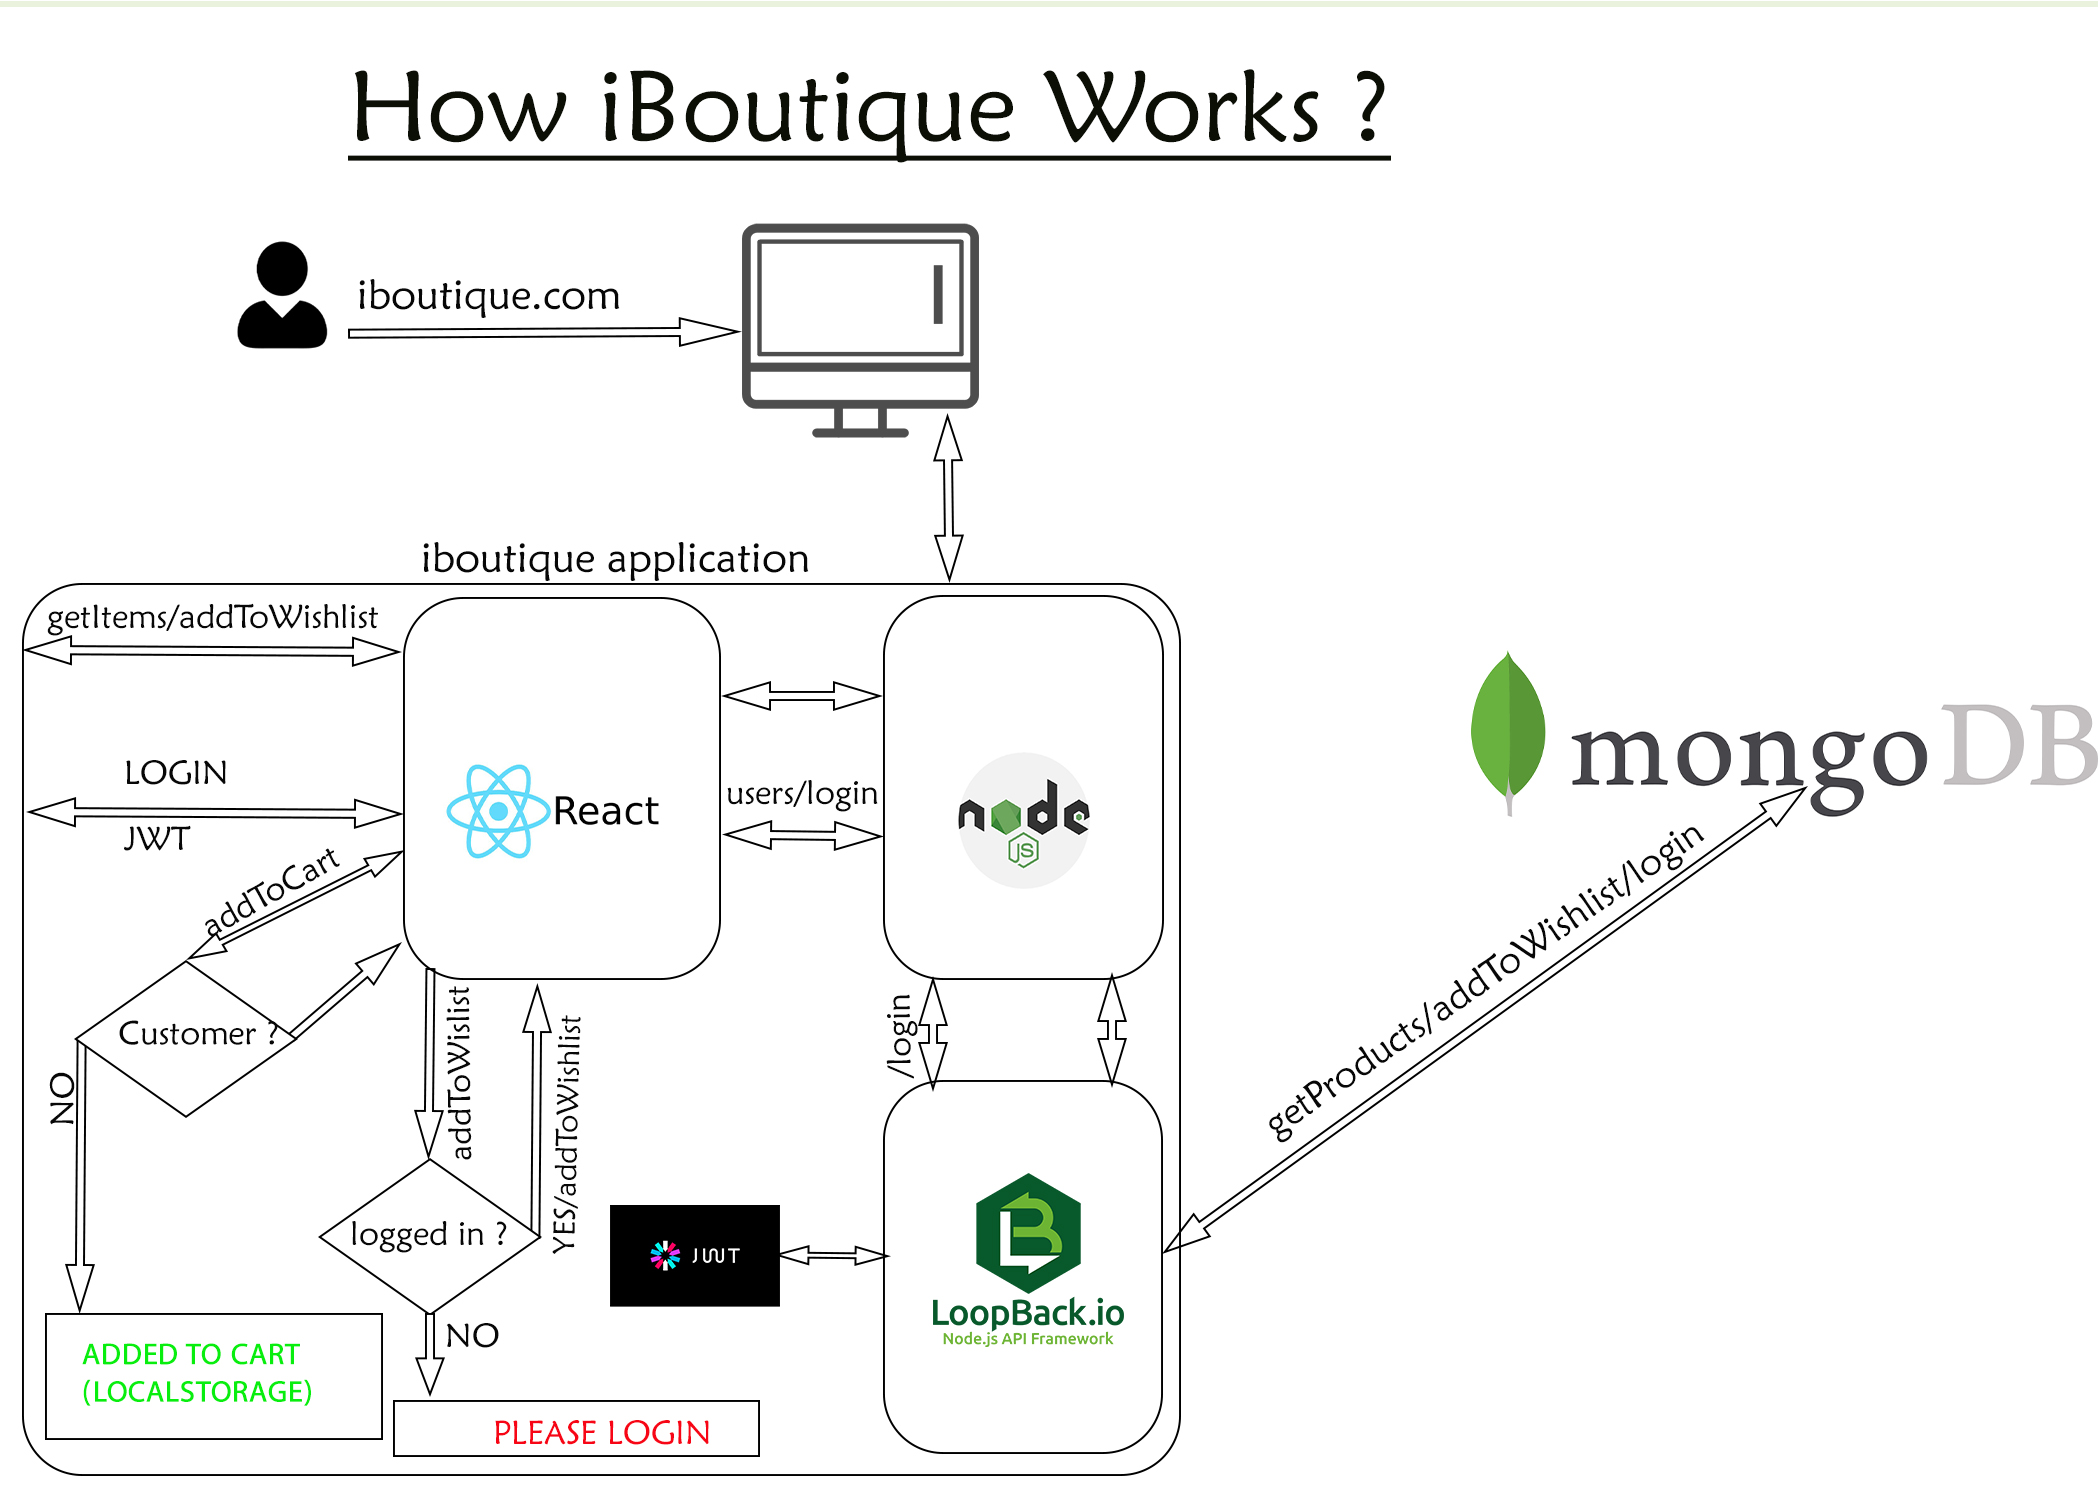 How iBoutique Works ?
iboutique.com
iboutique application
getItems/addToWishlist
LOGIN
JWT
React
users/login
node
JS
mongoDB
addToCart
Customer ?
NO
addToWislist
YES/addToWishlist
/login
getProducts/addToWishlist/login
logged in ?
NO
JWT
LB
LoopBack.io
Node.js API Framework
ADDED TO CART
(LOCALSTORAGE)
PLEASE LOGIN